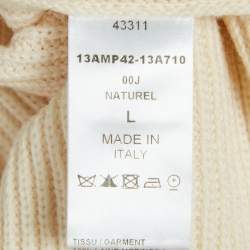 43311
13AMP42-13A710
00J
NATUREL
L
MADE IN
ITALY
TISSU / GARMENT